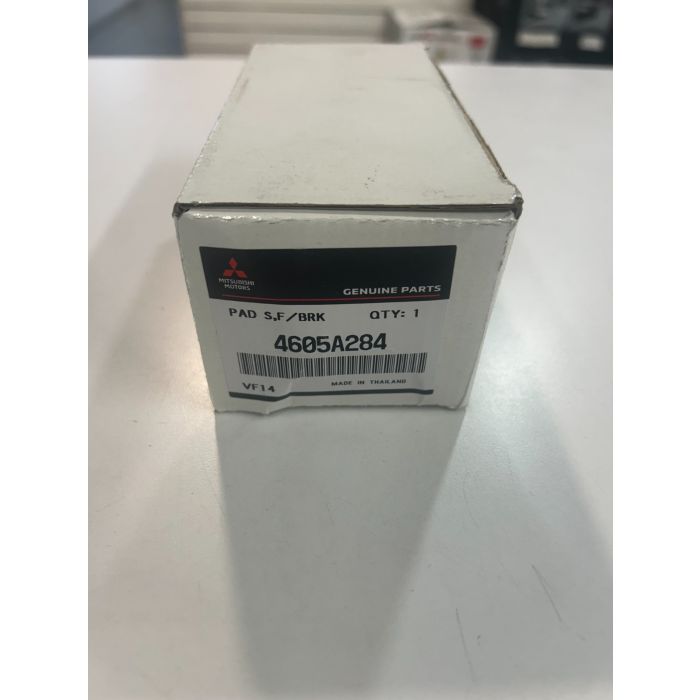 MITSUBISHI
MOTORS
GENUINE PARTS
PAD S,F/BRK QTY: 1
4605A284
VF14 MADE IN THAILAND